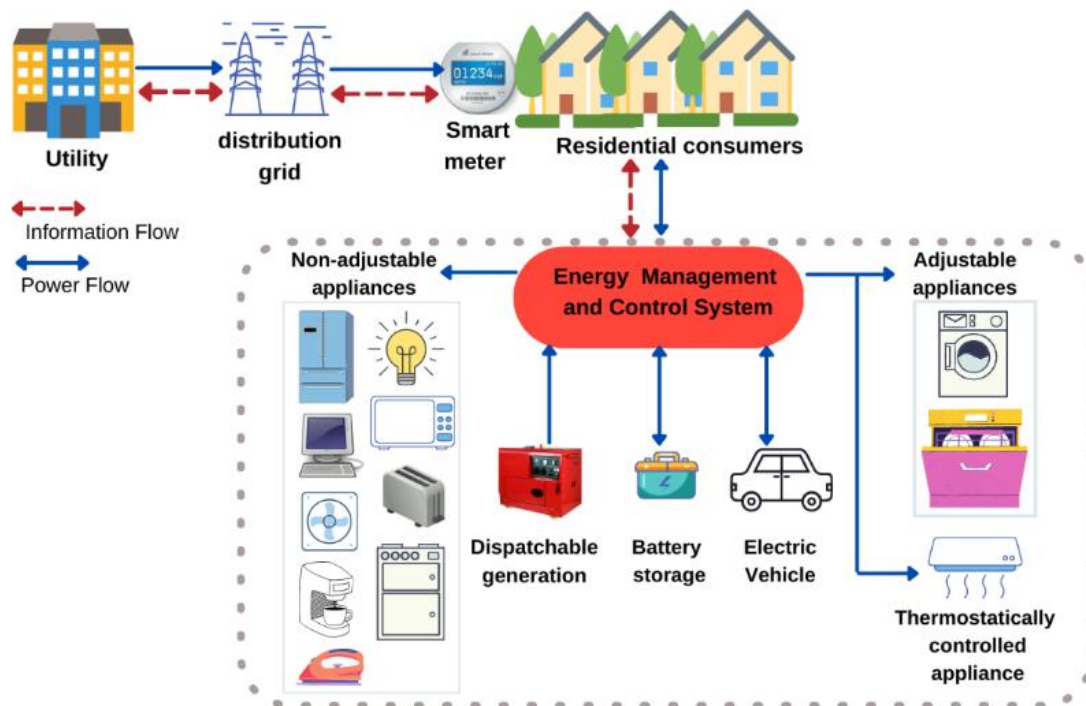 Utility
distribution
grid
01234
Smart
meter
Residential consumers
Information Flow
Power Flow
Non-adjustable
appliances
Energy Management
and Control System
Adjustable
appliances
Dispatchable
generation
Battery
storage
Electric
Vehicle
Thermostatically
controlled
appliance